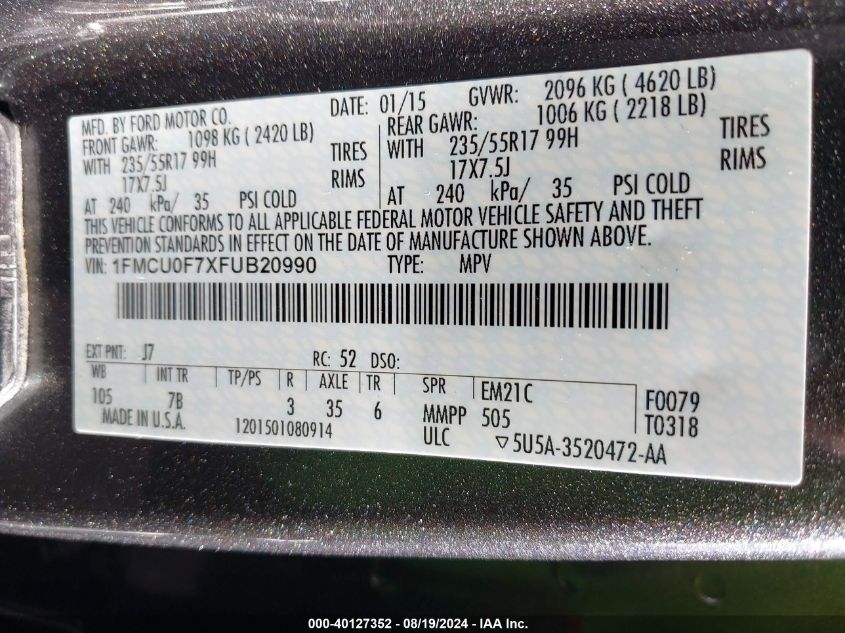 MFD. BY FORD MOTOR CO. DATE: 01/15 GVWR: 2096 KG ( 4620 LB)
FRONT GAWR: 1098 KG ( 2420 LB) REAR GAWR: 1006 KG ( 2218 LB)
WITH 235/55R17 99H TIRES WITH 235/55R17 99H TIRES
17X7.5J RIMS 17X7.5J RIMS
AT 240 kPa/ 35 PSI COLD AT 240 kPa/ 35 PSI COLD
THIS VEHICLE CONFORMS TO ALL APPLICABLE FEDERAL MOTOR VEHICLE SAFETY AND THEFT
PREVENTION STANDARDS IN EFFECT ON THE DATE OF MANUFACTURE SHOWN ABOVE.
VIN: 1FMCU0F7XFUB20990 TYPE: MPV
EXT PNT: J7 RC: 52 DSO:
WB INT TR TP/PS R AXLE TR SPR EM21C F0079
105 7B 3 35 6 MMPP 505 T0318
MADE IN U.S.A. 1201501080914 ULC ▽5U5A-3520472-AA
000-40127352 - 08/19/2024 - IAA Inc.